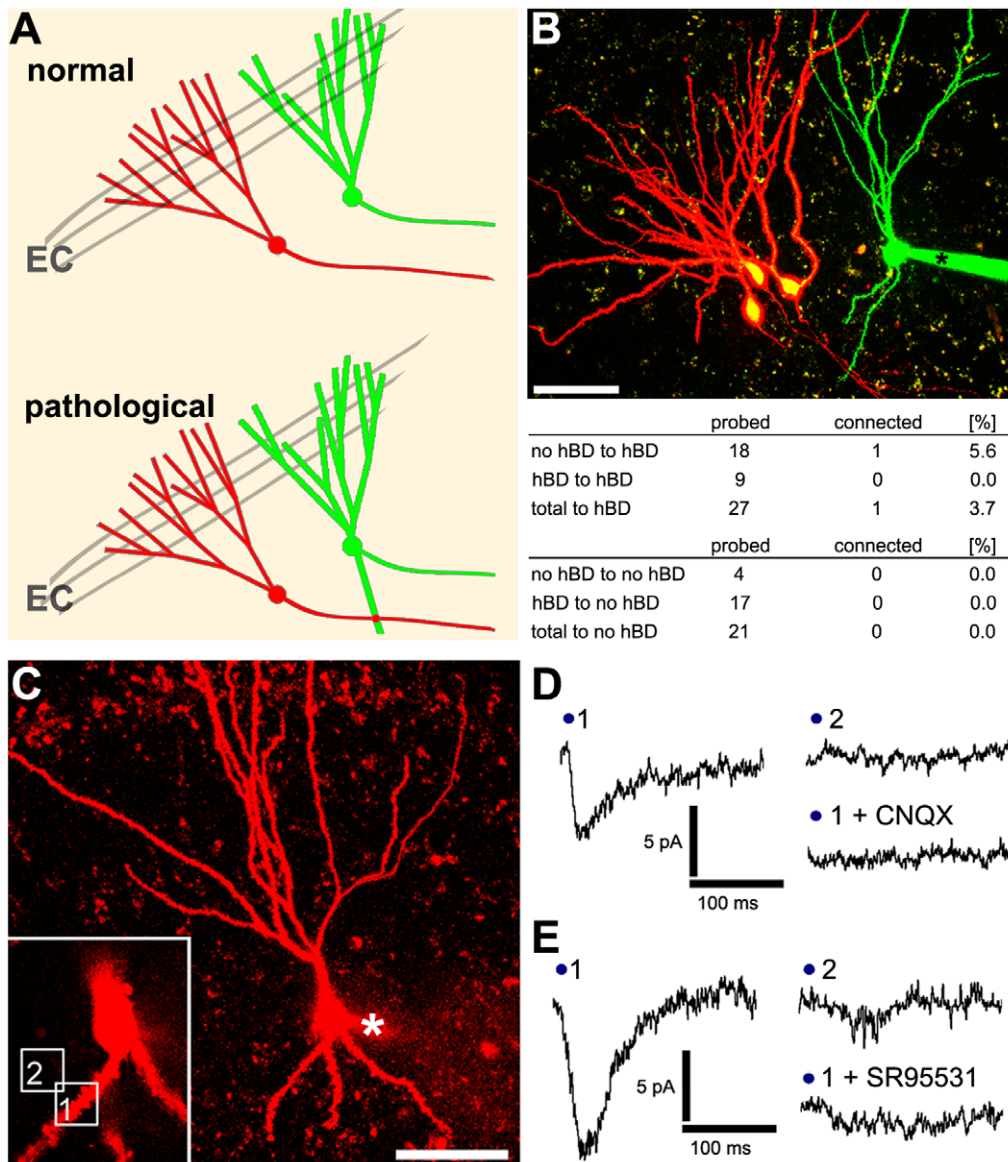 A
normal
EC
pathological
EC
B
*
probed connected [%]
no hBD to hBD 18 1 5.6
hBD to hBD 9 0 0.0
total to hBD 27 1 3.7
probed connected [%]
no hBD to no hBD 4 0 0.0
hBD to no hBD 17 0 0.0
total to no hBD 21 0 0.0
C
*
2
1
D
1
2
1 + CNQX
5 pA
100 ms
E
1
2
1 + SR95531
5 pA
100 ms